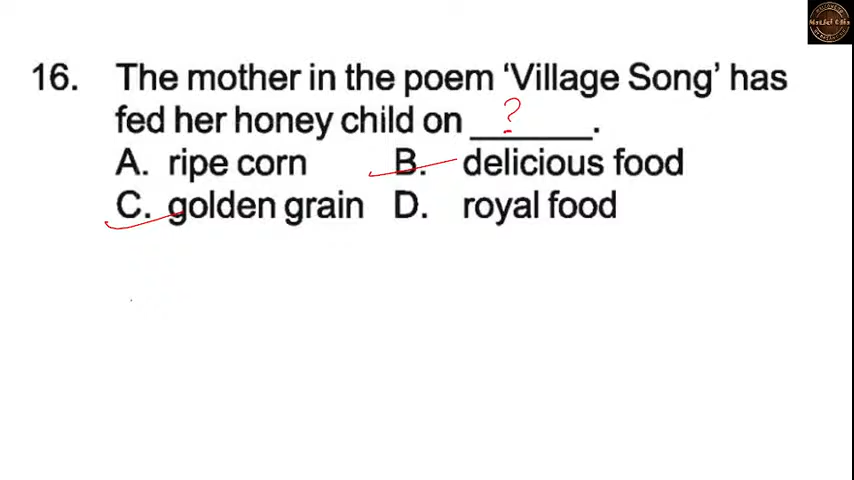 16. The mother in the poem ‘Village Song’ has
fed her honey child on ______.
?
A. ripe corn B. delicious food
C. golden grain D. royal food